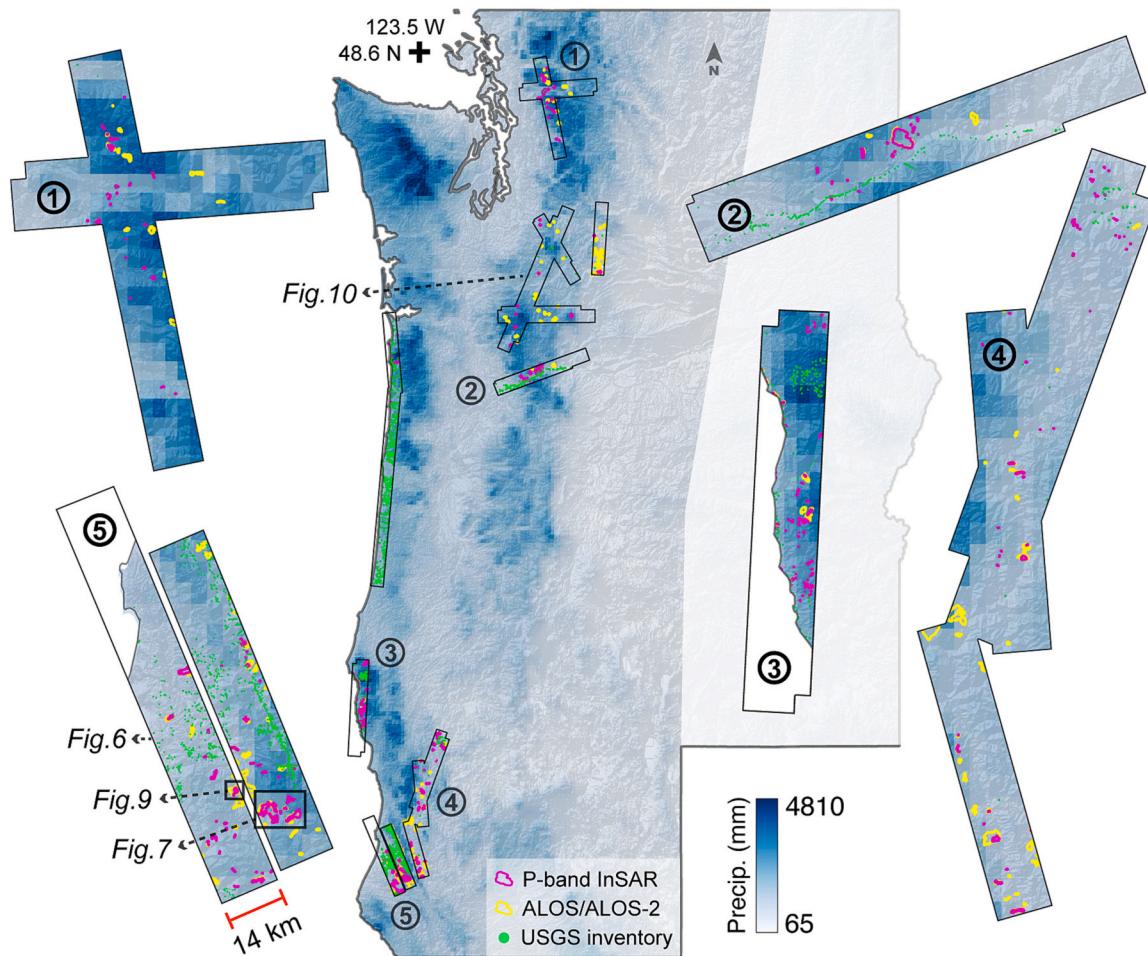 123.5 W
48.6 N
N
①
①
②
Fig.10
②
④
③
③
⑤
Fig.6
Fig.9
Fig.7
④
⑤
14 km
P-band InSAR
ALOS/ALOS-2
USGS inventory
Precip. (mm)
4810
65